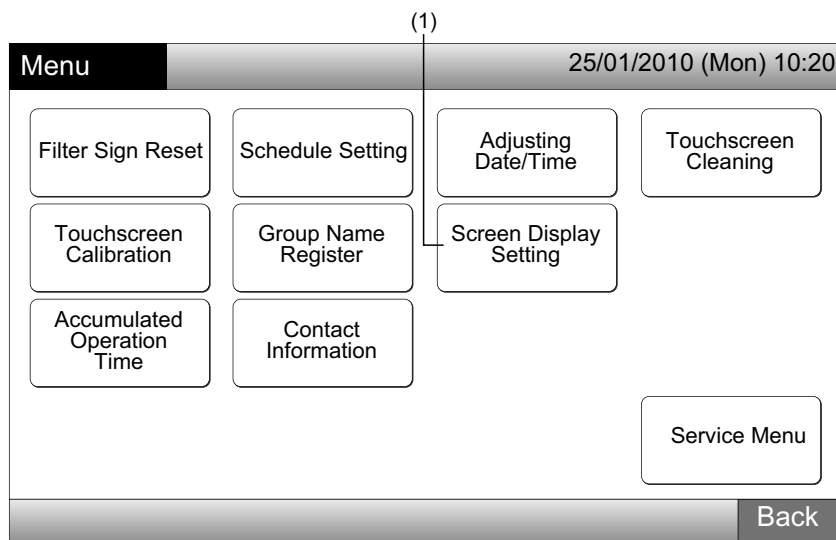 (1)
Menu
25/01/2010 (Mon) 10:20
Filter Sign Reset
Schedule Setting
Adjusting
Date/Time
Touchscreen
Cleaning
Touchscreen
Calibration
Group Name
Register
Screen Display
Setting
Accumulated
Operation
Time
Contact
Information
Service Menu
Back